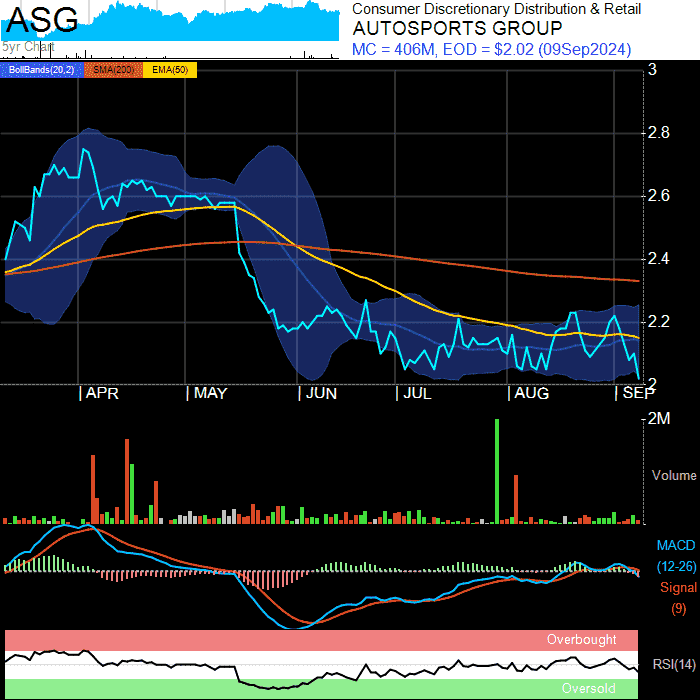 ASG
5yr Chart
Consumer Discretionary Distribution & Retail
AUTOSPORTS GROUP
MC = 406M, EOD = $2.02 (09Sep2024)
BollBands(20,2) SMA(200) EMA(50)
3
2.8
2.6
2.4
2.2
2
APR MAY JUN JUL AUG SEP
2M
Volume
MACD
(12-26)
Signal
(9)
Overbought
RSI(14)
Oversold